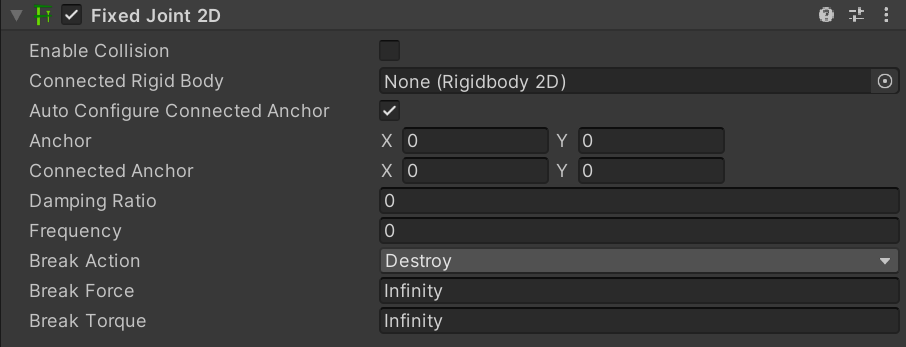 Fixed Joint 2D
Enable Collision
Connected Rigid Body None (Rigidbody 2D)
Auto Configure Connected Anchor
Anchor X 0 Y 0
Connected Anchor X 0 Y 0
Damping Ratio 0
Frequency 0
Break Action Destroy
Break Force Infinity
Break Torque Infinity